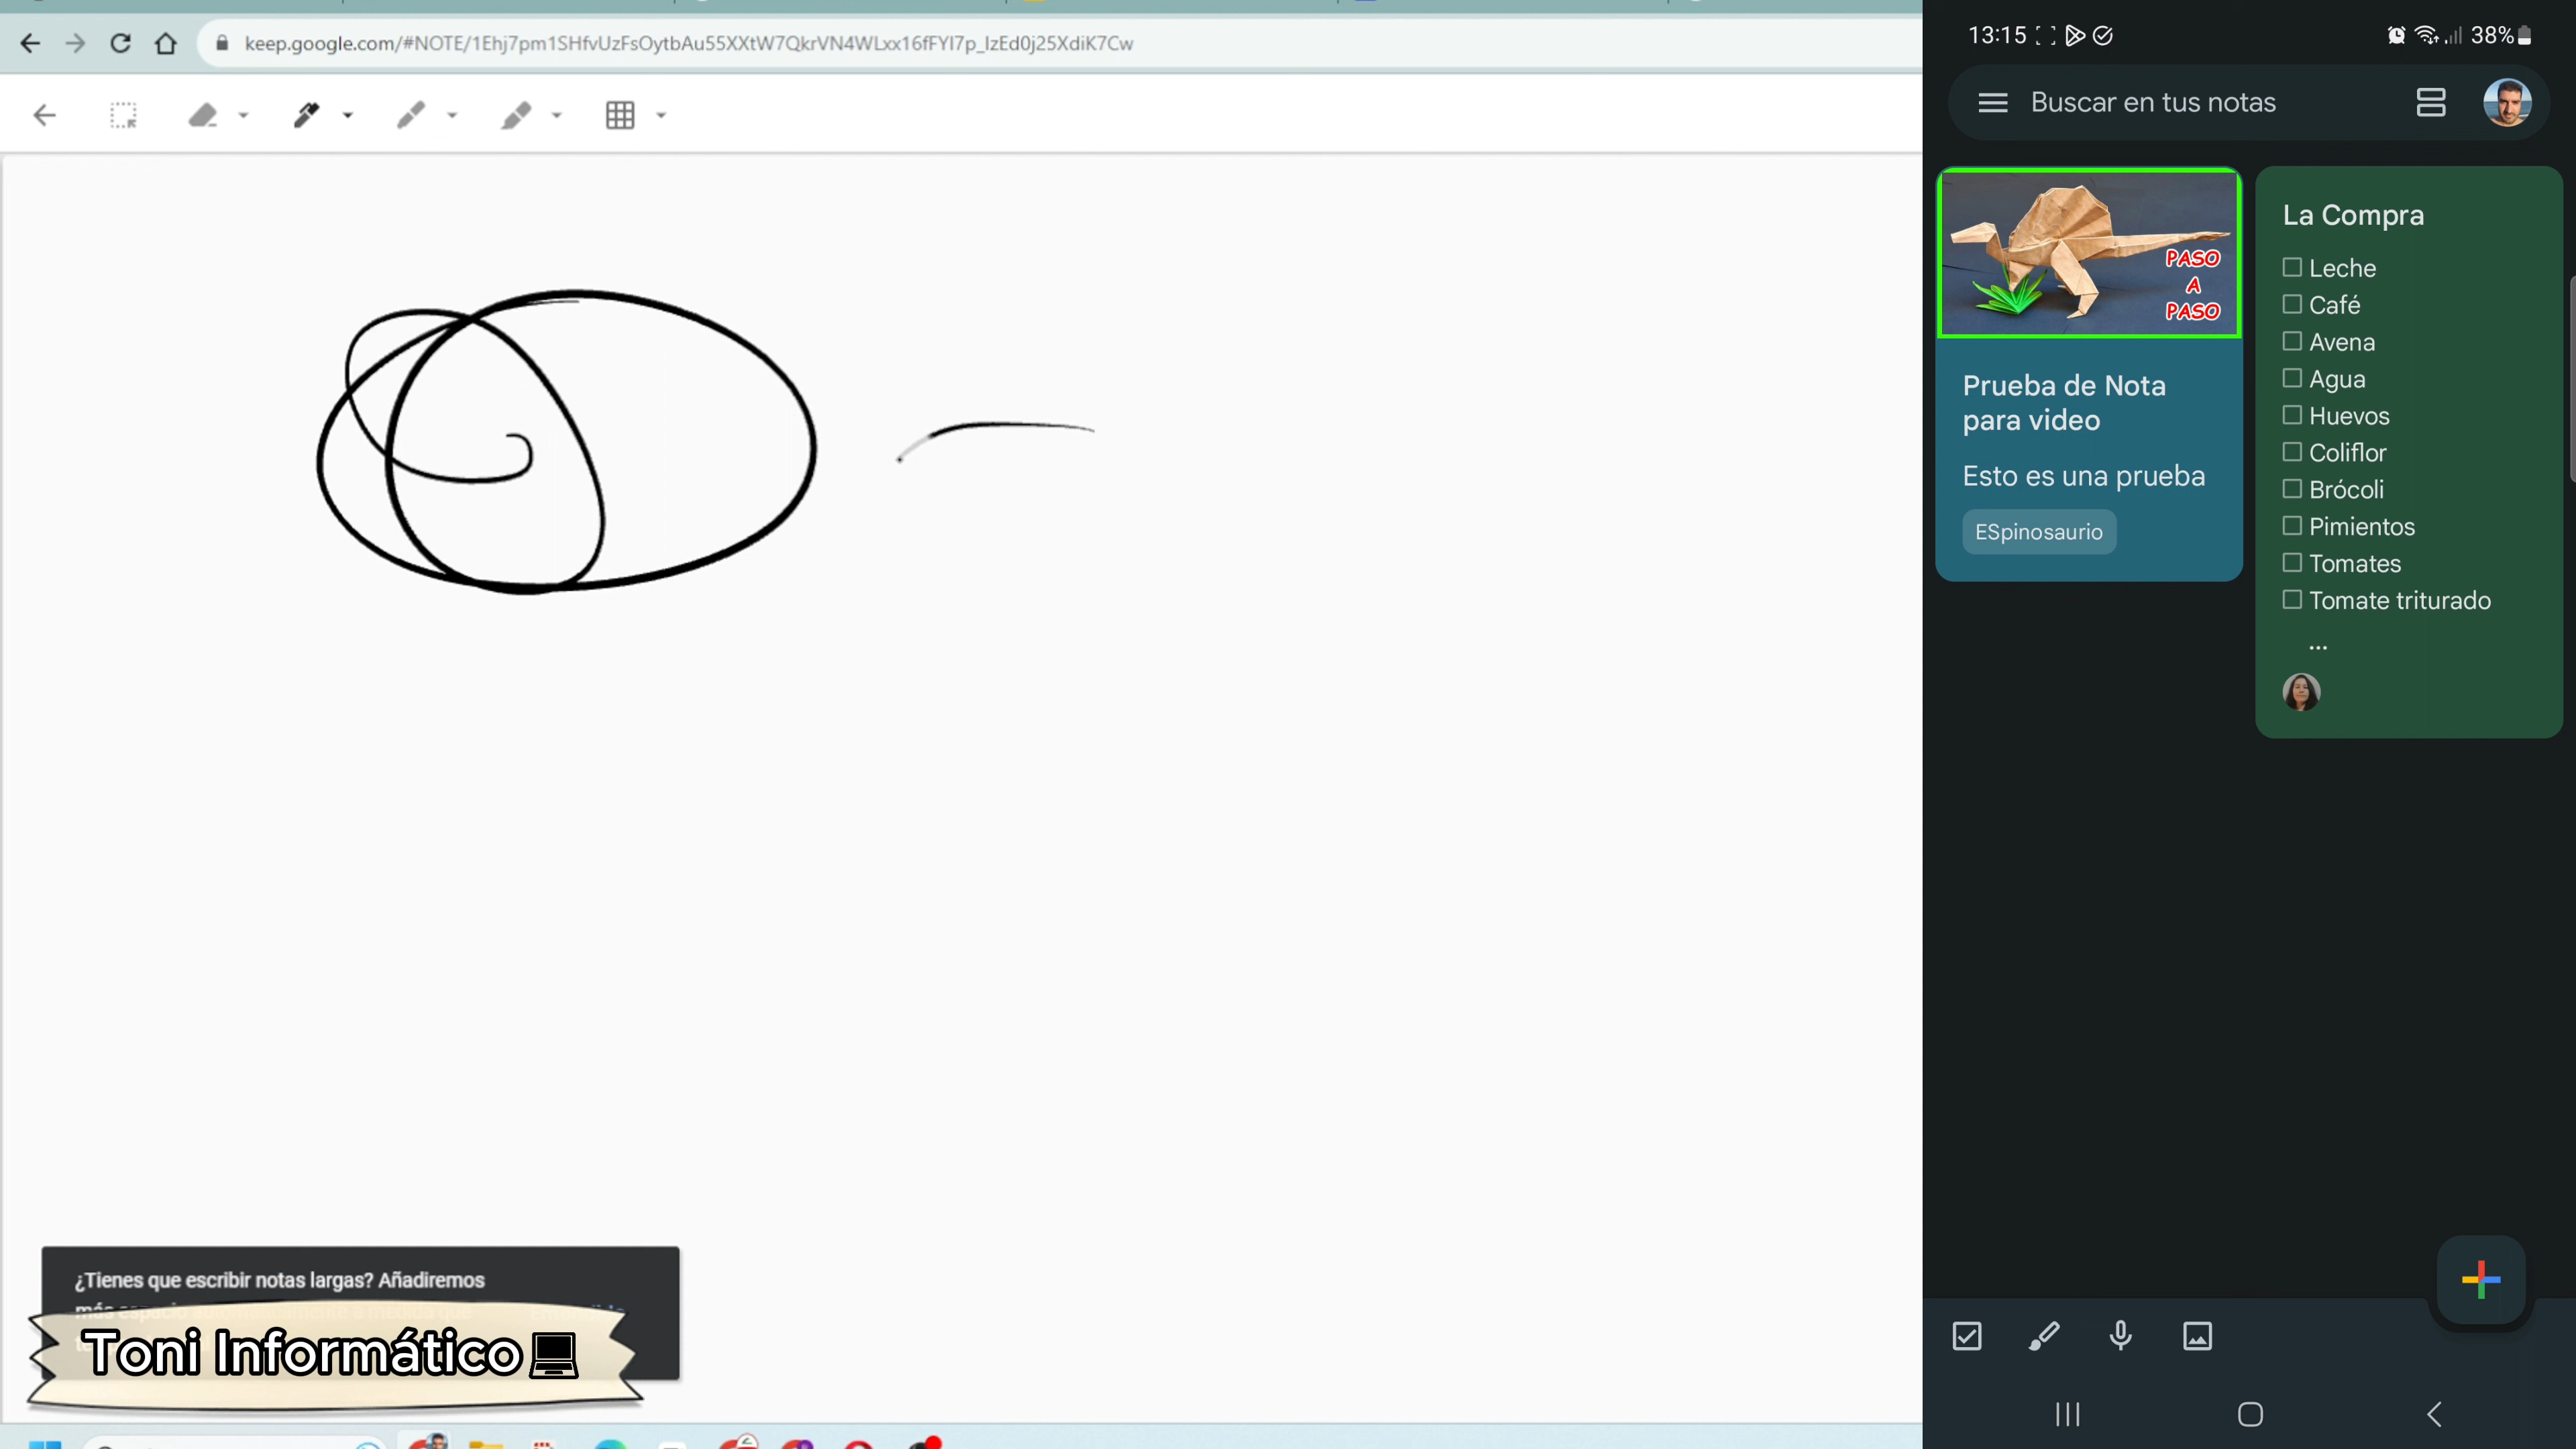 keep.google.com/#NOTE/1Ehj7pm1SHfvUzFsOytbAu55XXtW7QkrVN4WLxx16fFYI7p_IzEd0j25XdiK7Cw
¿Tienes que escribir notas largas? Añadiremos
más
Toni Informático
13:15
38%
Buscar en tus notas
PASO
A
PASO
Prueba de Nota
para video
Esto es una prueba
ESpinosaurio
La Compra
Leche
Café
Avena
Agua
Huevos
Coliflor
Brócoli
Pimientos
Tomates
Tomate triturado
...